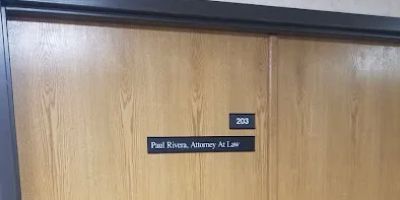 203
Paul Rivera, Attorney At Law